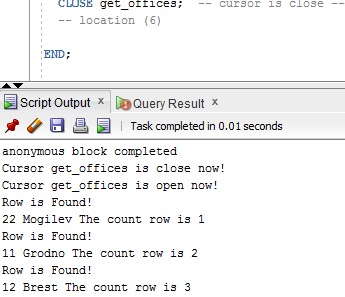 CLOSE get_offices; -- cursor is close --
-- location (6)
END;
Script Output x Query Result x
Task completed in 0.01 seconds
anonymous block completed
Cursor get_offices is close now!
Cursor get_offices is open now!
Row is Found!
22 Mogilev The count row is 1
Row is Found!
11 Grodno The count row is 2
Row is Found!
12 Brest The count row is 3